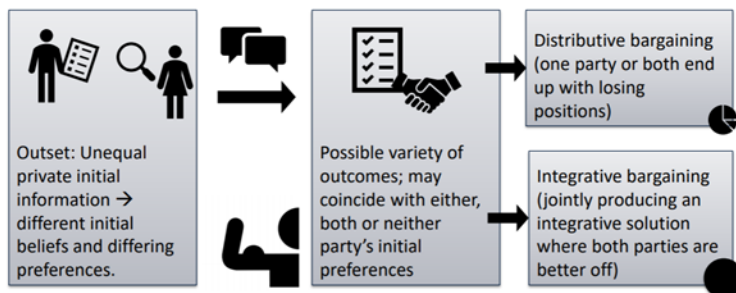 Outset: Unequal
private initial
information →
different initial
beliefs and differing
preferences.
Possible variety of
outcomes; may
coincide with either,
both or neither
party's initial
preferences
Distributive bargaining
(one party or both end
up with losing
positions)
Integrative bargaining
(jointly producing an
integrative solution
where both parties are
better off)